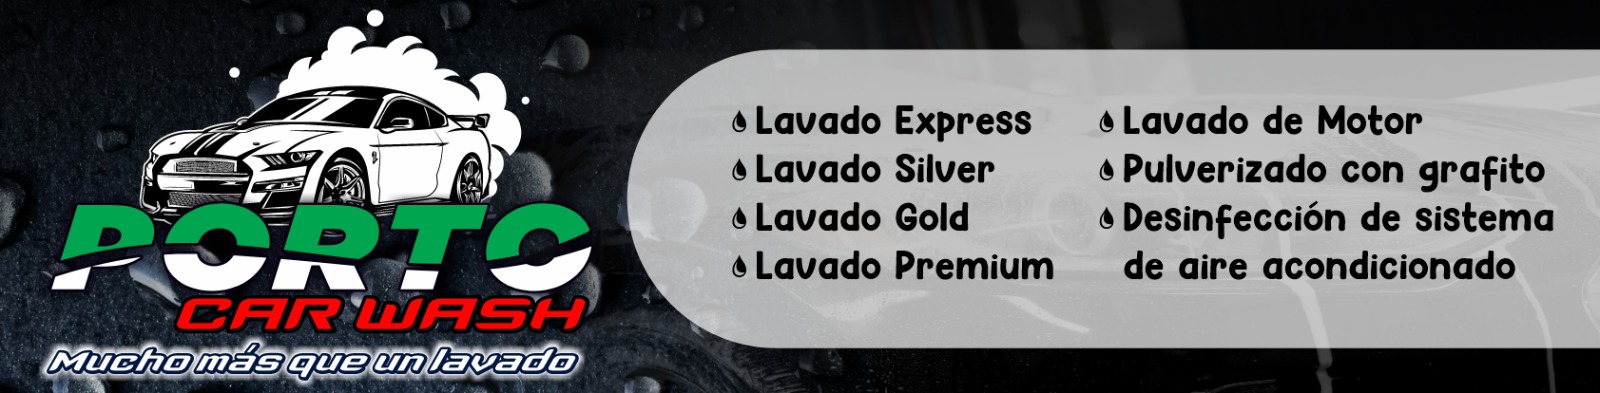 PORTO
CAR WASH
Mucho más que un lavado
Lavado Express
Lavado Silver
Lavado Gold
Lavado Premium
Lavado de Motor
Pulverizado con grafito
Desinfección de sistema
de aire acondicionado